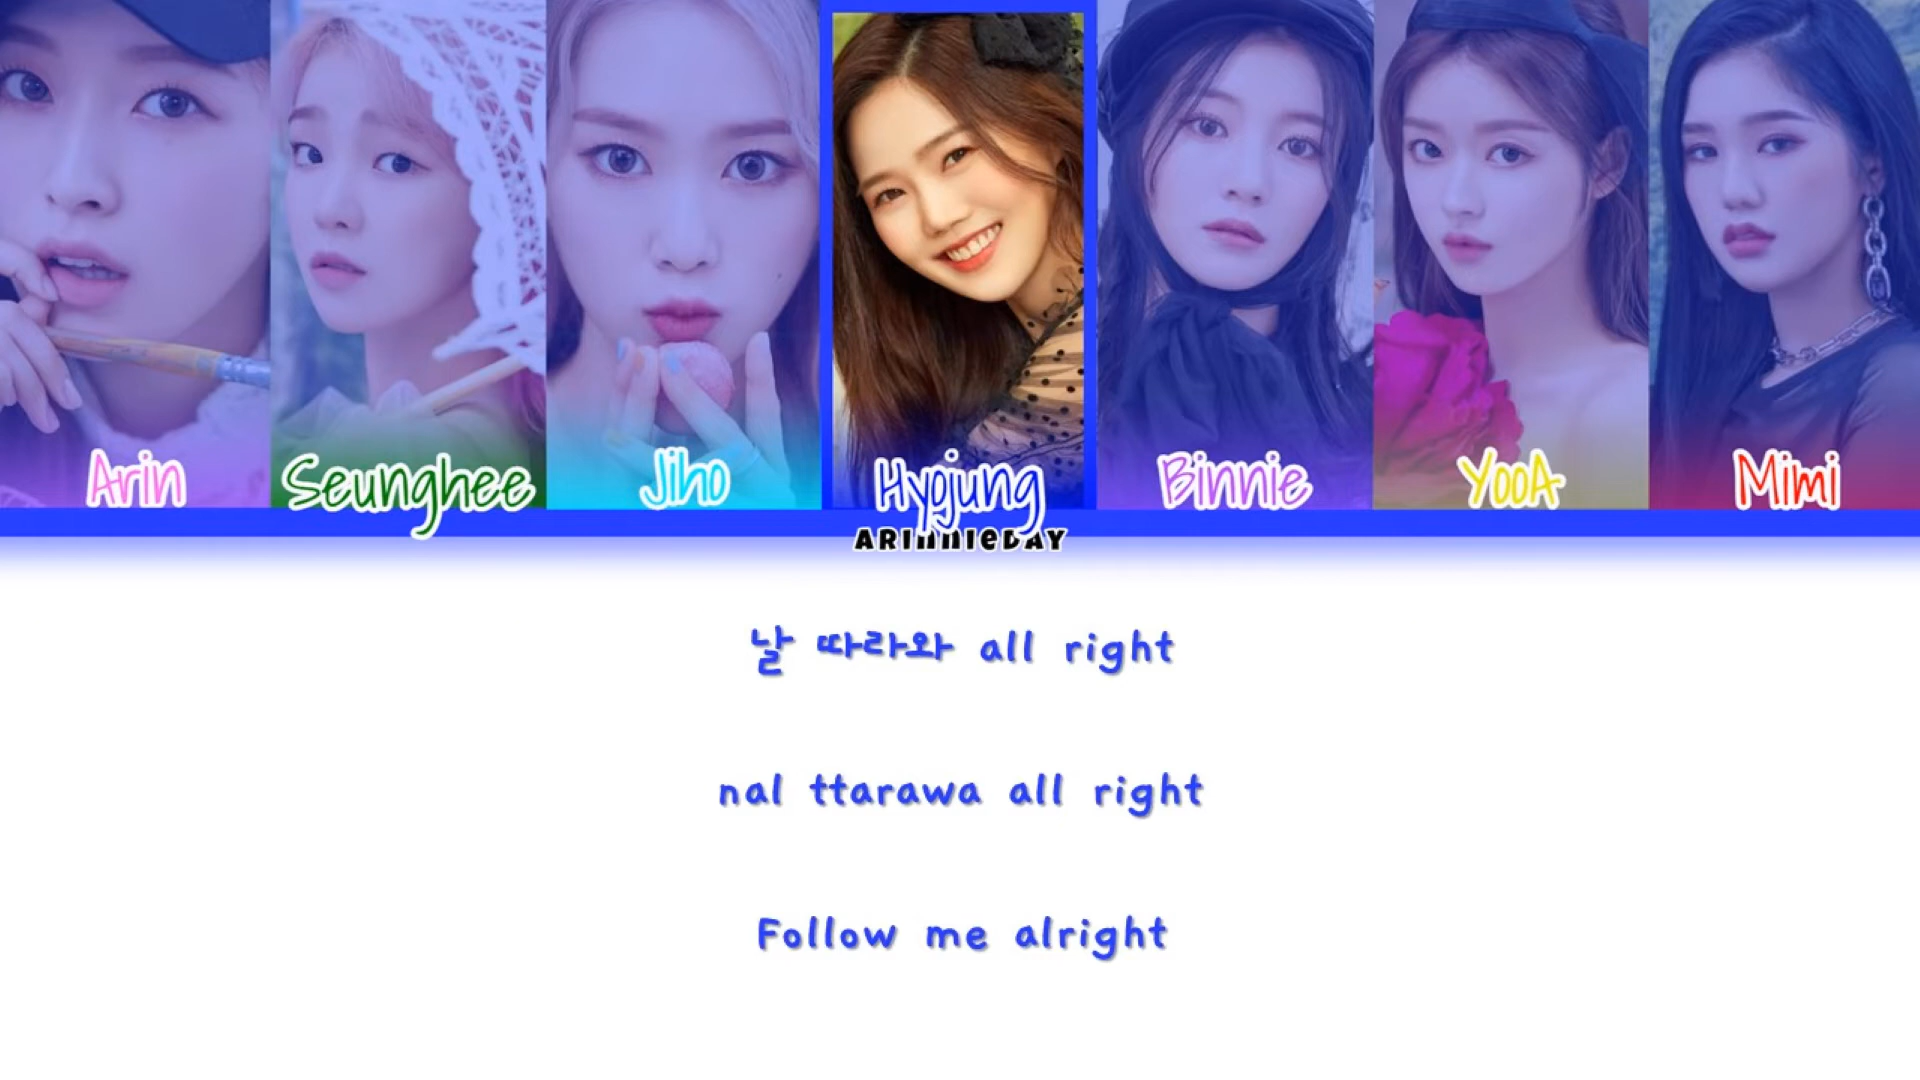 Arin
Seunghee
Jiho
Hyojung
Binnie
YooA
Mimi
ARinnieDAY
날 따라와 all right
nal ttarawa all right
Follow me alright